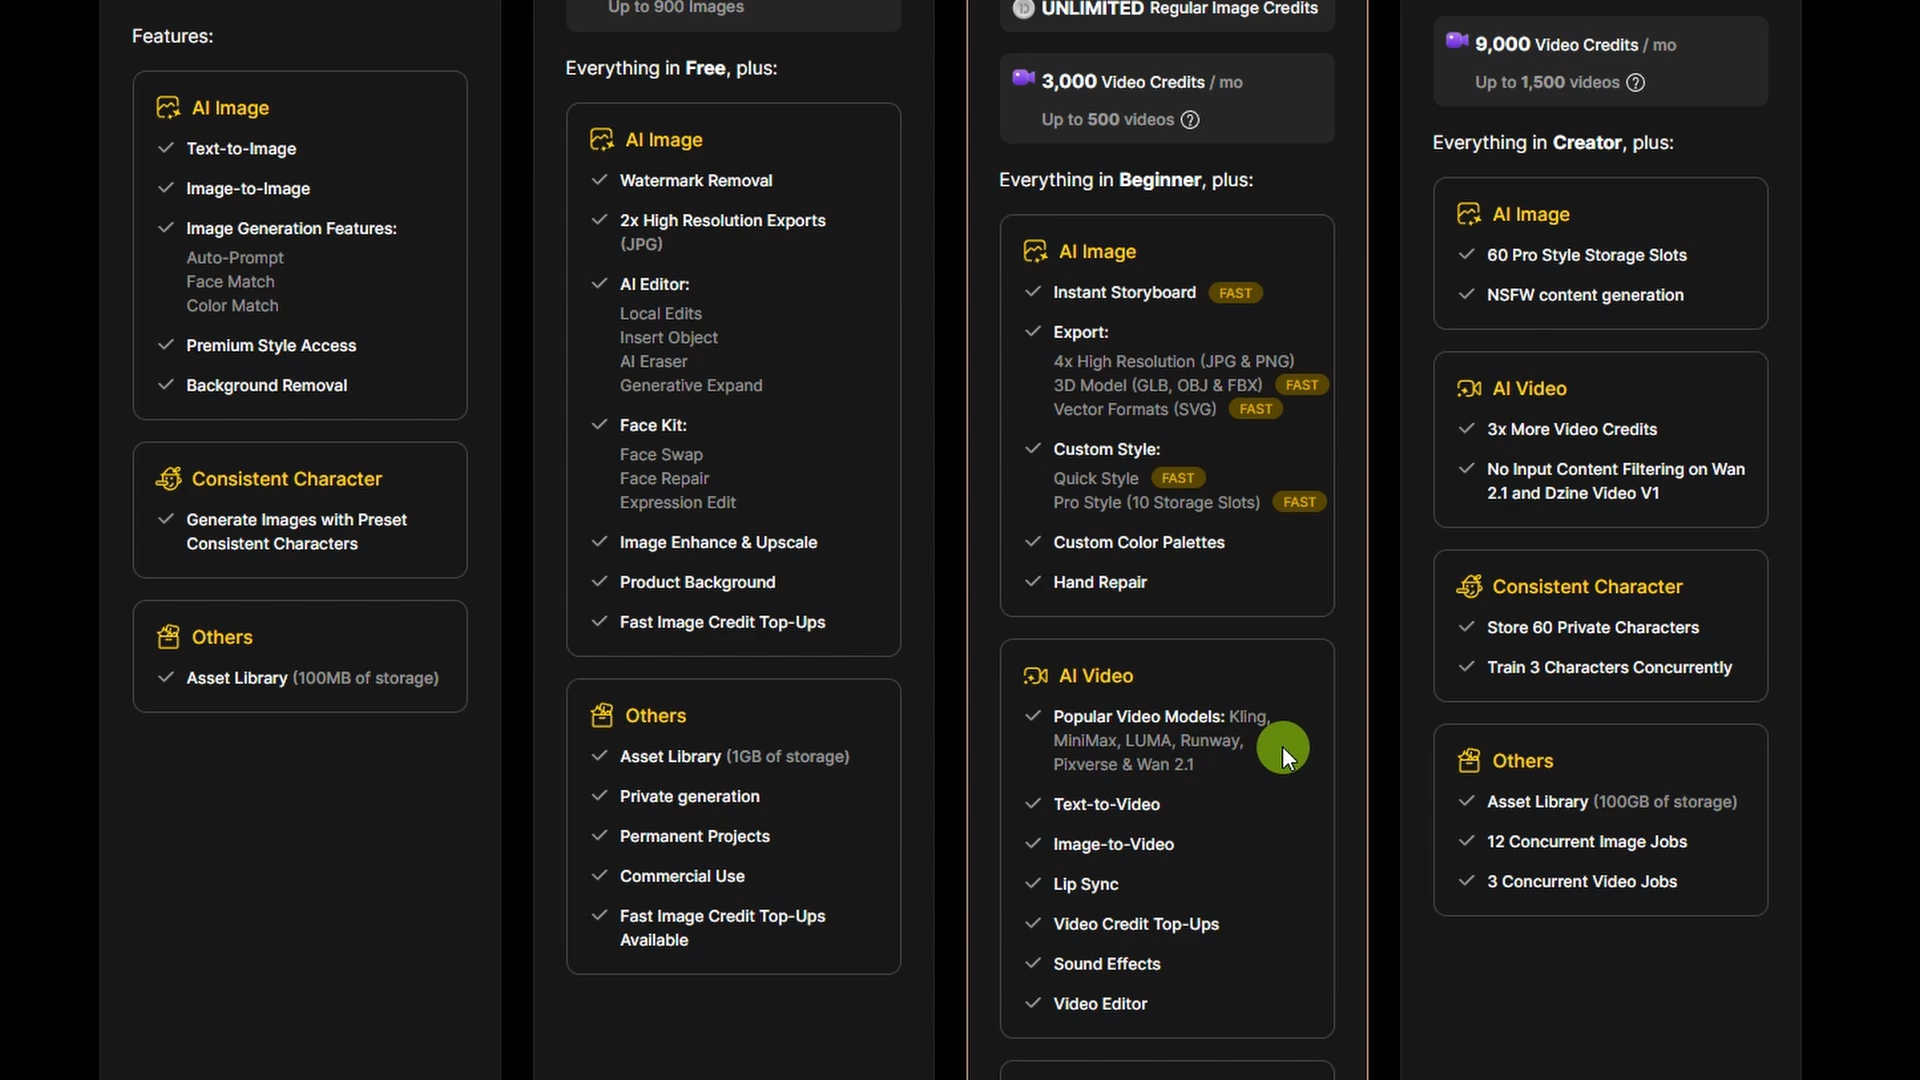 Features:
AI Image
Text-to-Image
Image-to-Image
Image Generation Features:
Auto-Prompt
Face Match
Color Match
Premium Style Access
Background Removal
Consistent Character
Generate Images with Preset
Consistent Characters
Others
Asset Library (100MB of storage)
Up to 900 Images
Everything in Free, plus:
AI Image
Watermark Removal
2x High Resolution Exports
(JPG)
AI Editor:
Local Edits
Insert Object
AI Eraser
Generative Expand
Face Kit:
Face Swap
Face Repair
Expression Edit
Image Enhance & Upscale
Product Background
Fast Image Credit Top-Ups
Others
Asset Library (1GB of storage)
Private generation
Permanent Projects
Commercial Use
Fast Image Credit Top-Ups
Available
UNLIMITED Regular Image Credits
3,000 Video Credits / mo
Up to 500 videos ?
Everything in Beginner, plus:
AI Image
Instant Storyboard FAST
Export:
4x High Resolution (JPG & PNG)
3D Model (GLB, OBJ & FBX) FAST
Vector Formats (SVG) FAST
Custom Style:
Quick Style FAST
Pro Style (10 Storage Slots) FAST
Custom Color Palettes
Hand Repair
AI Video
Popular Video Models: Kling,
MiniMax, LUMA, Runway,
Pixverse & Wan 2.1
Text-to-Video
Image-to-Video
Lip Sync
Video Credit Top-Ups
Sound Effects
Video Editor
9,000 Video Credits / mo
Up to 1,500 videos ?
Everything in Creator, plus:
AI Image
60 Pro Style Storage Slots
NSFW content generation
AI Video
3x More Video Credits
No Input Content Filtering on Wan
2.1 and Dzine Video V1
Consistent Character
Store 60 Private Characters
Train 3 Characters Concurrently
Others
Asset Library (100GB of storage)
12 Concurrent Image Jobs
3 Concurrent Video Jobs